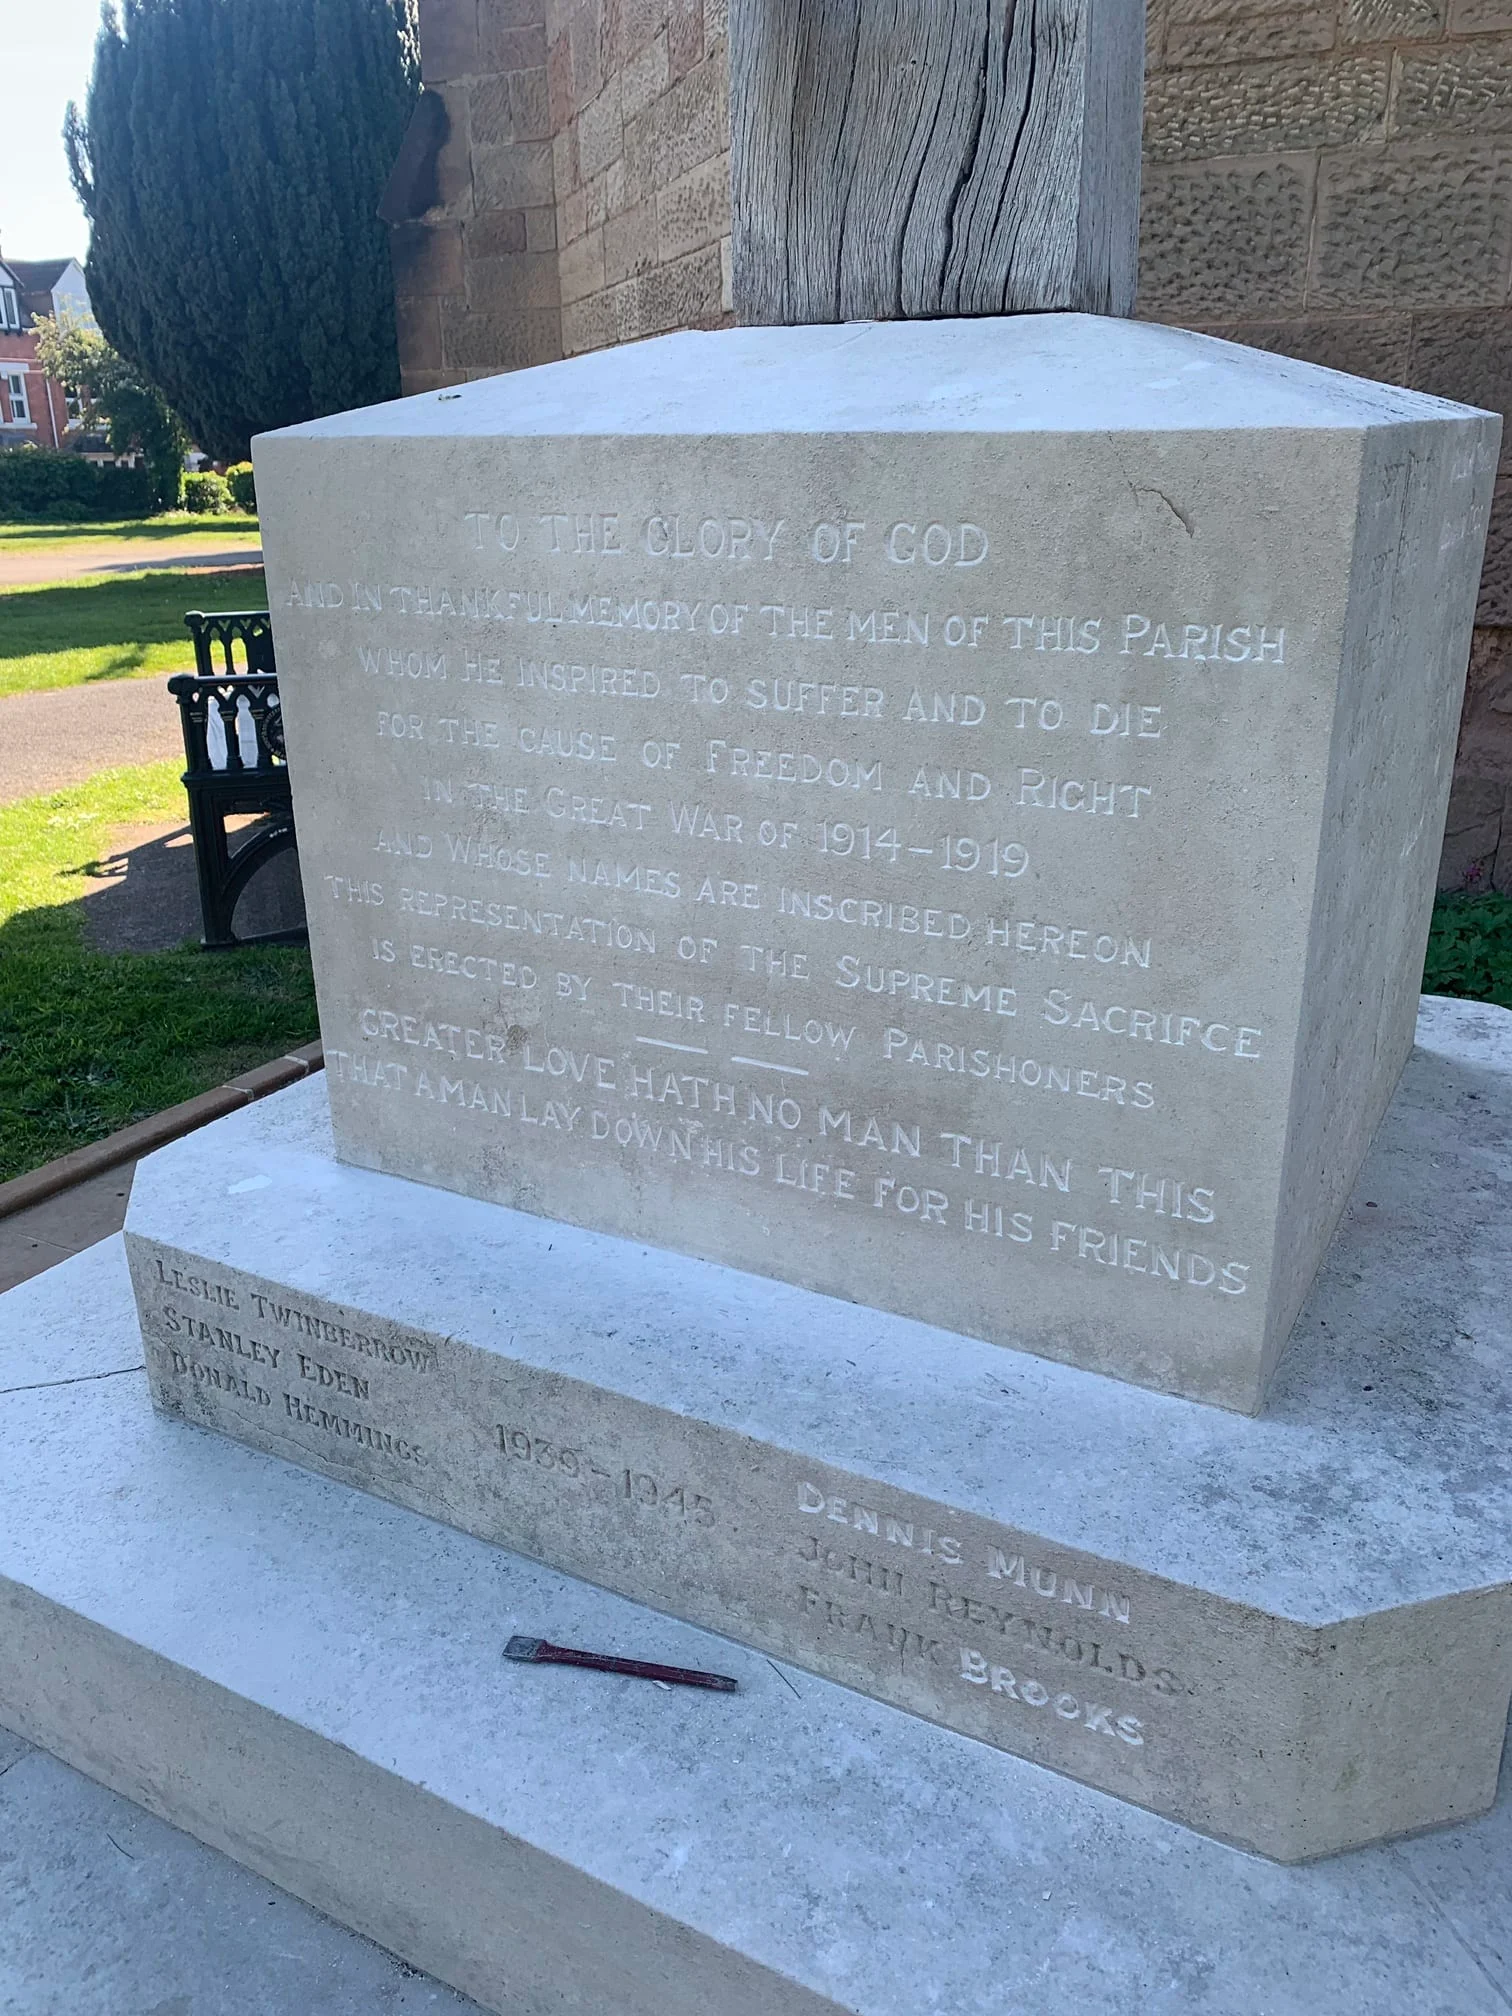 TO THE GLORY OF GOD
AND IN THANKFUL MEMORY OF THE MEN OF THIS PARISH
WHOM HE INSPIRED TO SUFFER AND TO DIE
FOR THE CAUSE OF FREEDOM AND RIGHT
IN THE GREAT WAR OF 1914-1919
AND WHOSE NAMES ARE INSCRIBED HEREON
THIS REPRESENTATION OF THE SUPREME SACRIFCE
IS ERECTED BY THEIR FELLOW PARISHONERS
GREATER LOVE HATH NO MAN THAN THIS
THAT A MAN LAY DOWN HIS LIFE FOR HIS FRIENDS
LESLIE TWINBERROW
STANLEY EDEN
DONALD HEMMINGS
1939-1945
DENNIS MUNN
JOHN REYNOLDS
FRANK BROOKS